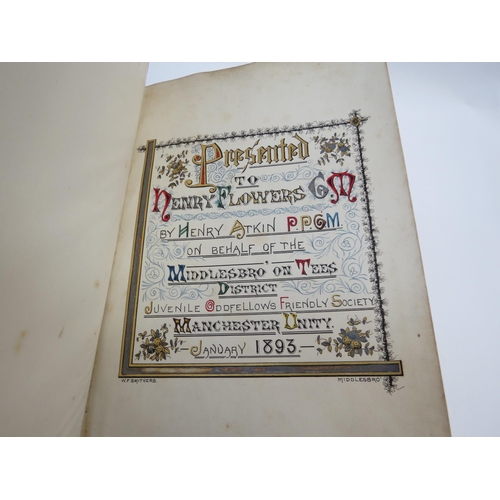 Presented
TO
HENRY FLOWERS GM
BY HENRY ATKIN P.P.G.M.
ON BEHALF OF THE
MIDDLESBRO' ON TEES
DISTRICT
JUVENILE ODDFELLOWS FRIENDLY SOCIETY
MANCHESTER UNITY.
-JANUARY 1893.-
W.F. SMITHERS. MIDDLESBRO'